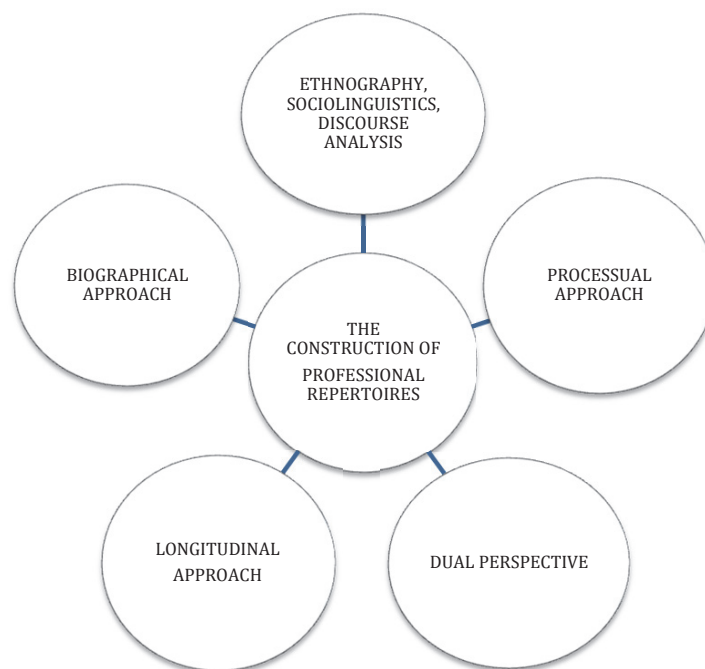 ETHNOGRAPHY,
SOCIOLINGUISTICS,
DISCOURSE
ANALYSIS
BIOGRAPHICAL
APPROACH
PROCESSUAL
APPROACH
THE
CONSTRUCTION OF
PROFESSIONAL
REPERTOIRES
LONGITUDINAL
APPROACH
DUAL PERSPECTIVE